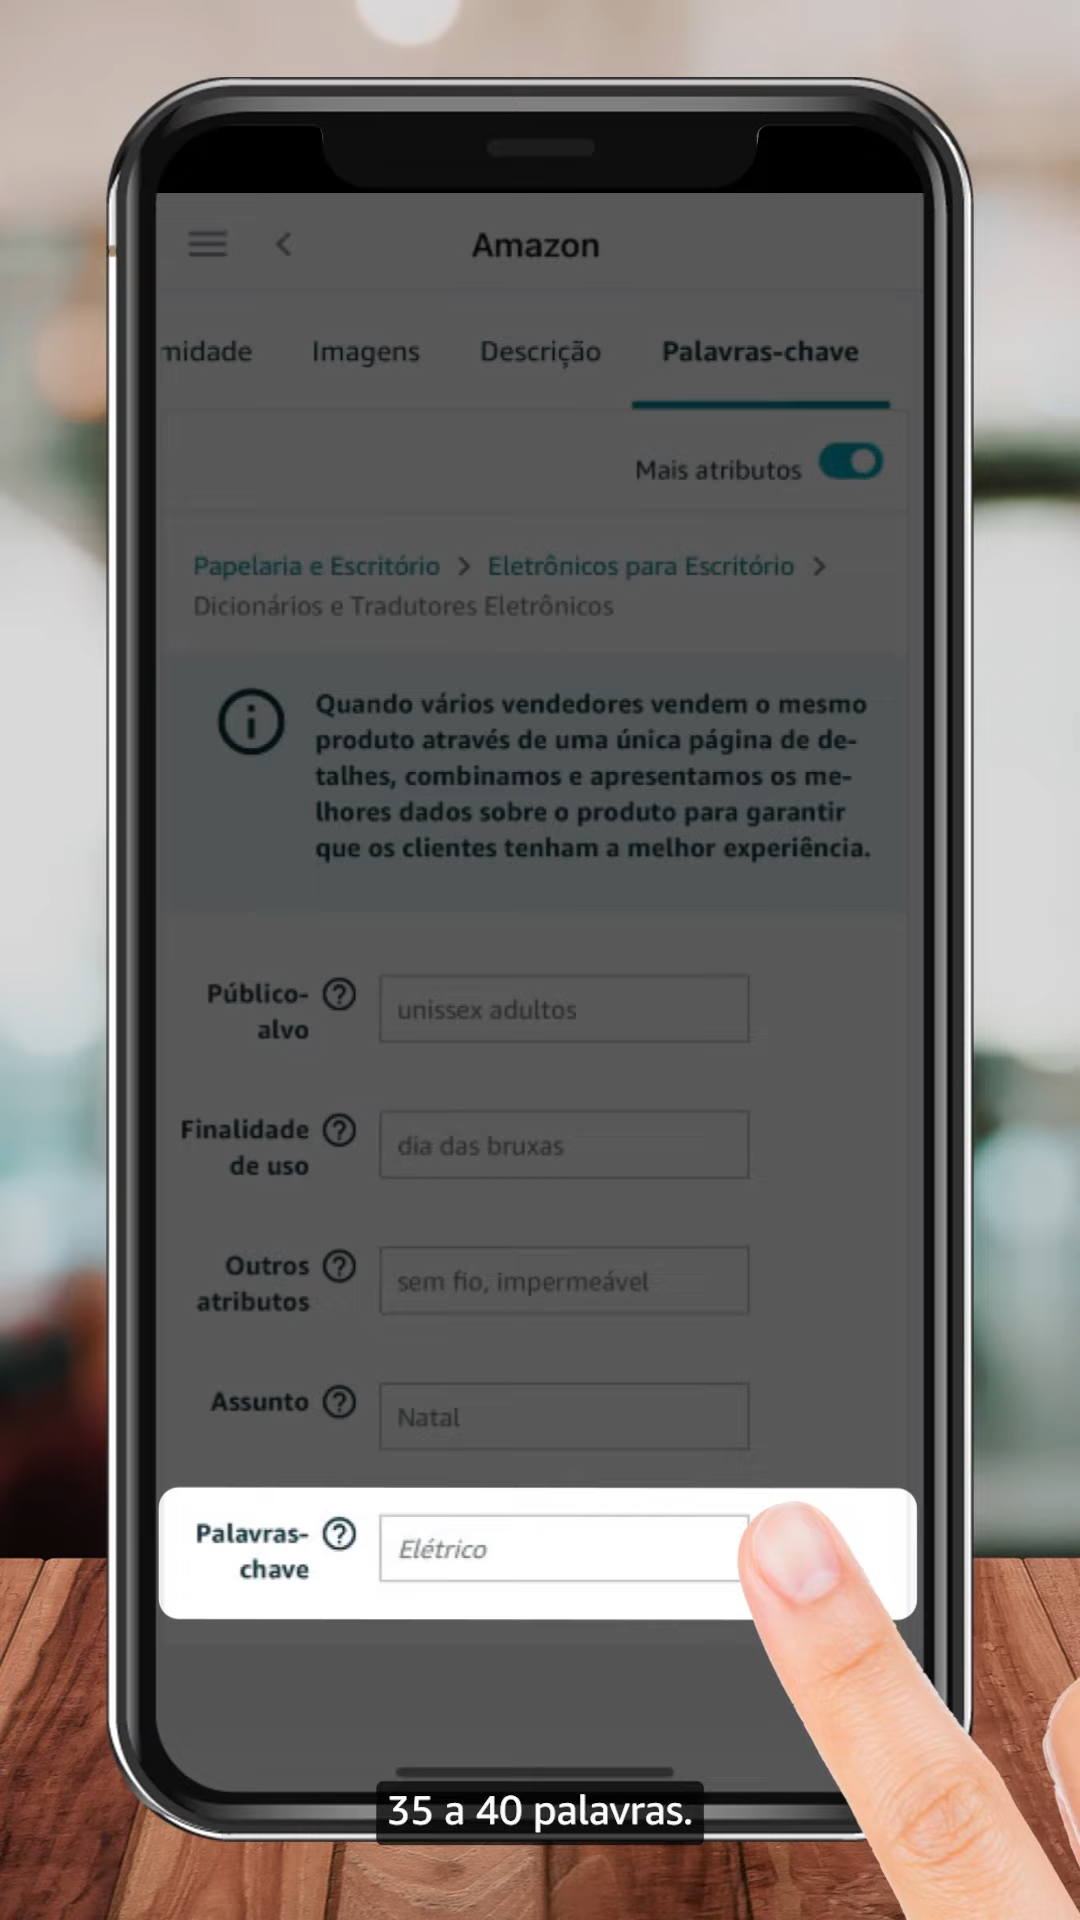 Amazon
midade Imagens Descrição Palavras-chave
Mais atributos
Papelaria e Escritório > Eletrônicos para Escritório >
Dicionários e Tradutores Eletrônicos
Quando vários vendedores vendem o mesmo
produto através de uma única página de de-
talhes, combinamos e apresentamos os me-
lhores dados sobre o produto para garantir
que os clientes tenham a melhor experiência.
Público-
alvo
unissex adultos
Finalidade
de uso
dia das bruxas
Outros
atributos
sem fio, impermeável
Assunto
Natal
Palavras-
chave
Elétrico
35 a 40 palavras.